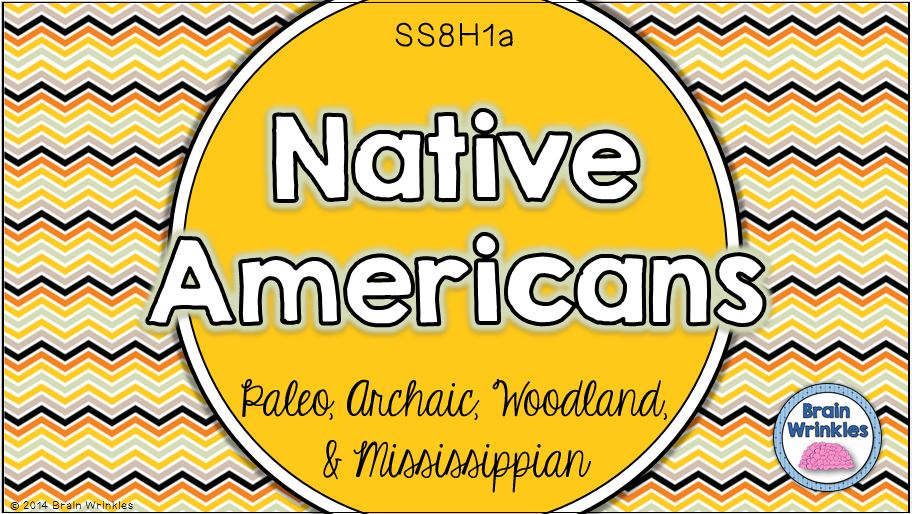 SS8H1a
Native
Americans
Paleo, Archaic, Woodland,
& Mississippian
Brain
Wrinkles
© 2014 Brain Wrinkles